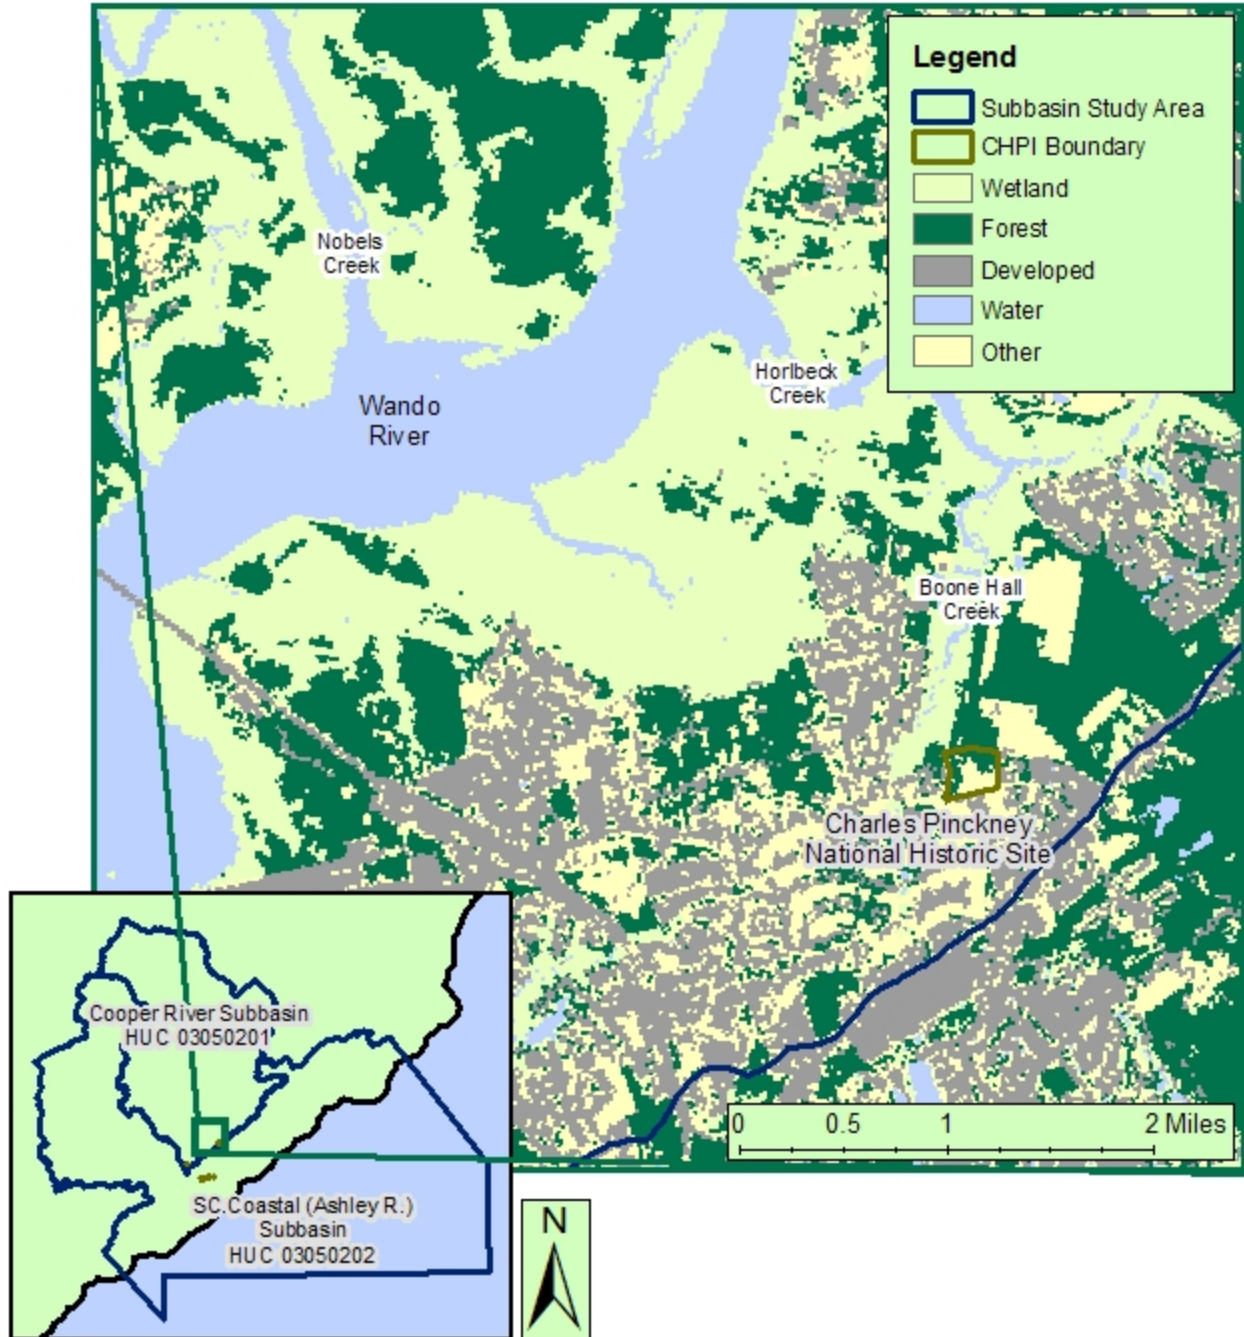 Legend
Subbasin Study Area
CHPI Boundary
Wetland
Forest
Developed
Water
Other
Nobels
Creek
Horlbeck
Creek
Wando
River
Boone Hall
Creek
Charles Pinckney
National Historic Site
0 0.5 1 2 Miles
Cooper River Subbasin
HUC 03050201
SC.Coastal (Ashley R.)
Subbasin
HUC 03050202
N